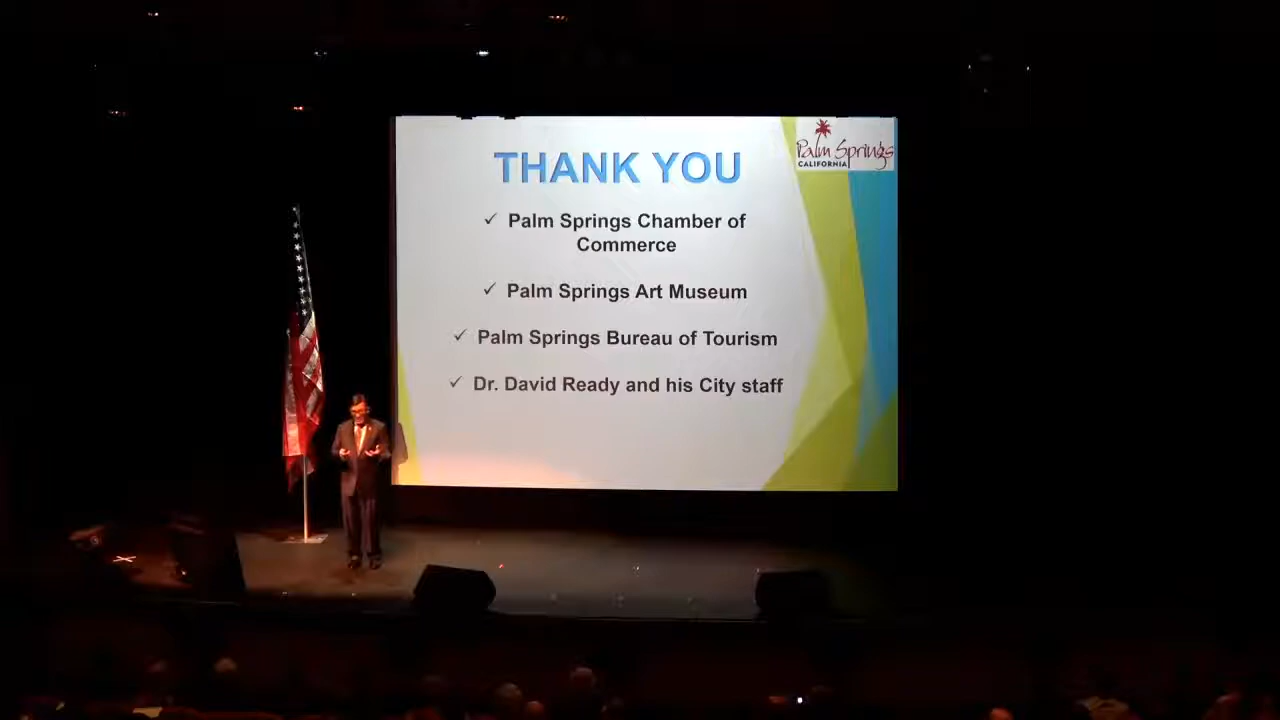 Palm Springs
CALIFORNIA
THANK YOU
✓ Palm Springs Chamber of
Commerce
✓ Palm Springs Art Museum
✓ Palm Springs Bureau of Tourism
✓ Dr. David Ready and his City staff